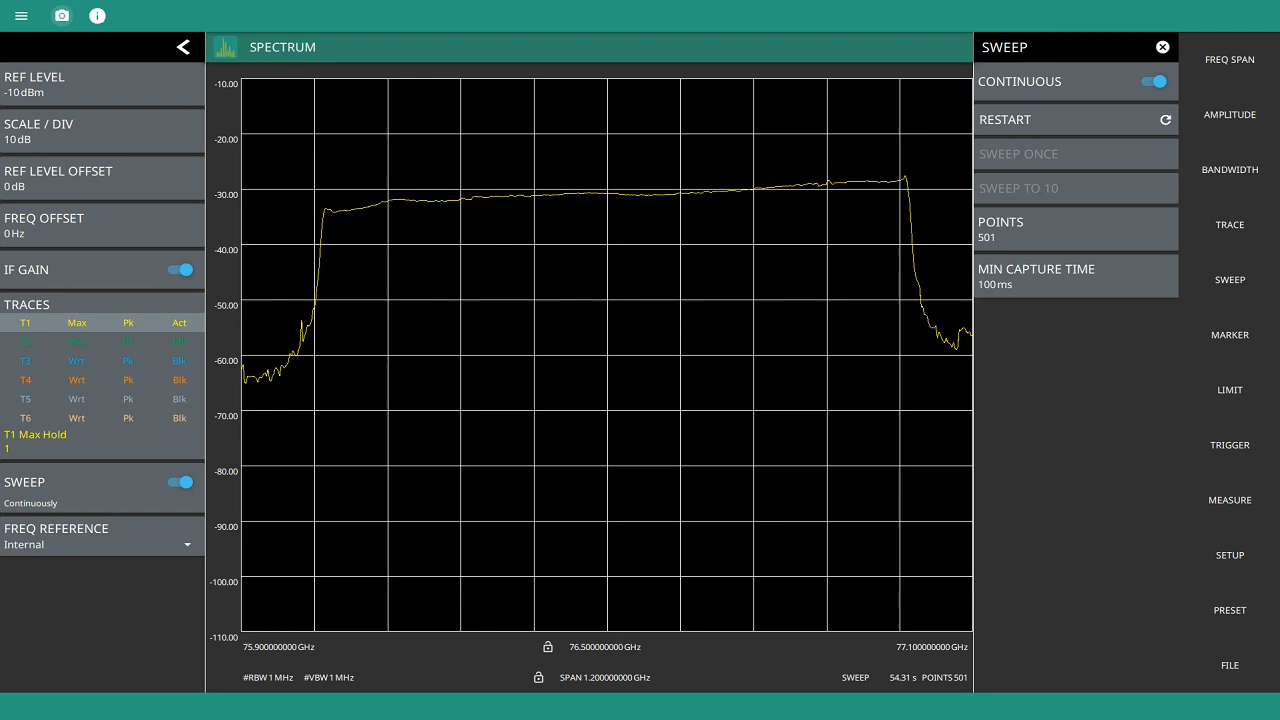 SPECTRUM
REF LEVEL
-10 dBm
SCALE / DIV
10 dB
REF LEVEL OFFSET
0 dB
FREQ OFFSET
0 Hz
IF GAIN
TRACES
T1 Max Pk Act
T2 Wrt Pk Blk
T3 Wrt Pk Blk
T4 Wrt Pk Blk
T5 Wrt Pk Blk
T6 Wrt Pk Blk
T1 Max Hold
1
SWEEP
Continuously
FREQ REFERENCE
Internal
-10.00
-20.00
-30.00
-40.00
-50.00
-60.00
-70.00
-80.00
-90.00
-100.00
-110.00
75.900000000 GHz 76.500000000 GHz 77.100000000 GHz
#RBW 1 MHz #VBW 1 MHz SPAN 1.200000000 GHz SWEEP 54.31 s POINTS 501
SWEEP
CONTINUOUS
RESTART
SWEEP ONCE
SWEEP TO 10
POINTS
501
MIN CAPTURE TIME
100 ms
FREQ SPAN
AMPLITUDE
BANDWIDTH
TRACE
SWEEP
MARKER
LIMIT
TRIGGER
MEASURE
SETUP
PRESET
FILE